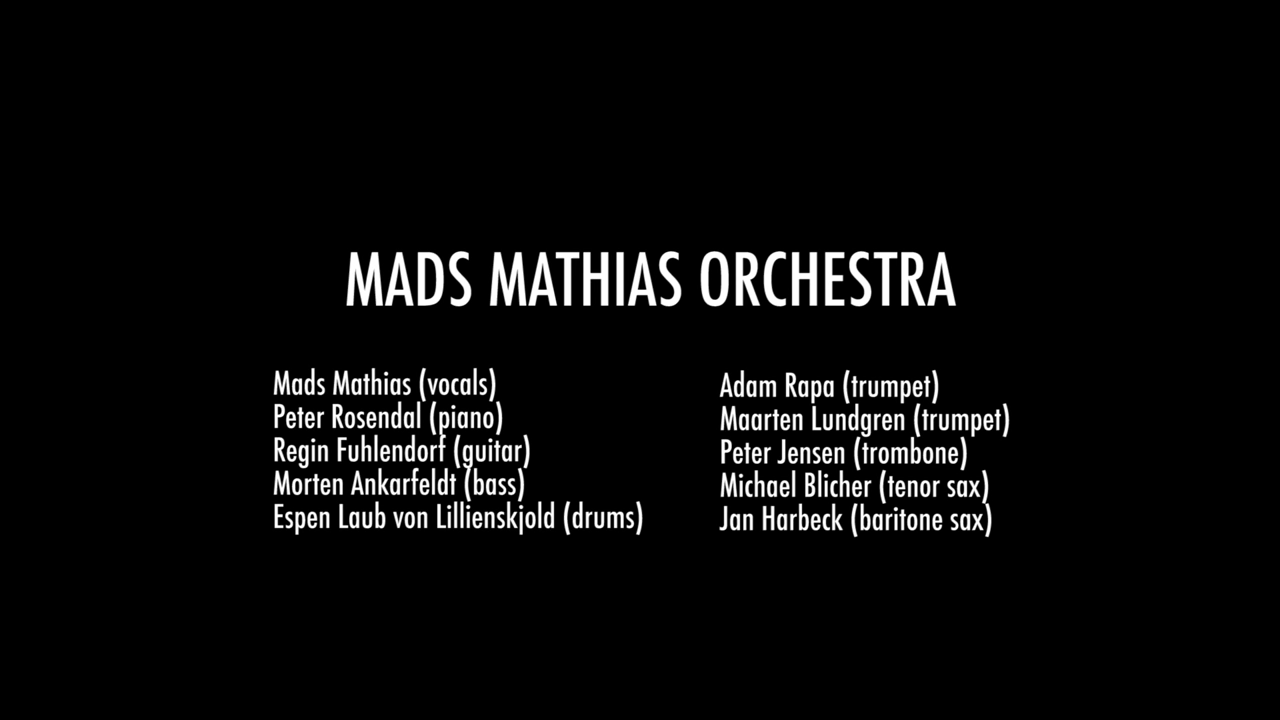 MADS MATHIAS ORCHESTRA
Mads Mathias (vocals)
Peter Rosendal (piano)
Regin Fuhlendorf (guitar)
Morten Ankarfeldt (bass)
Espen Laub von Lillienskjold (drums)
Adam Rapa (trumpet)
Maarten Lundgren (trumpet)
Peter Jensen (trombone)
Michael Blicher (tenor sax)
Jan Harbeck (baritone sax)